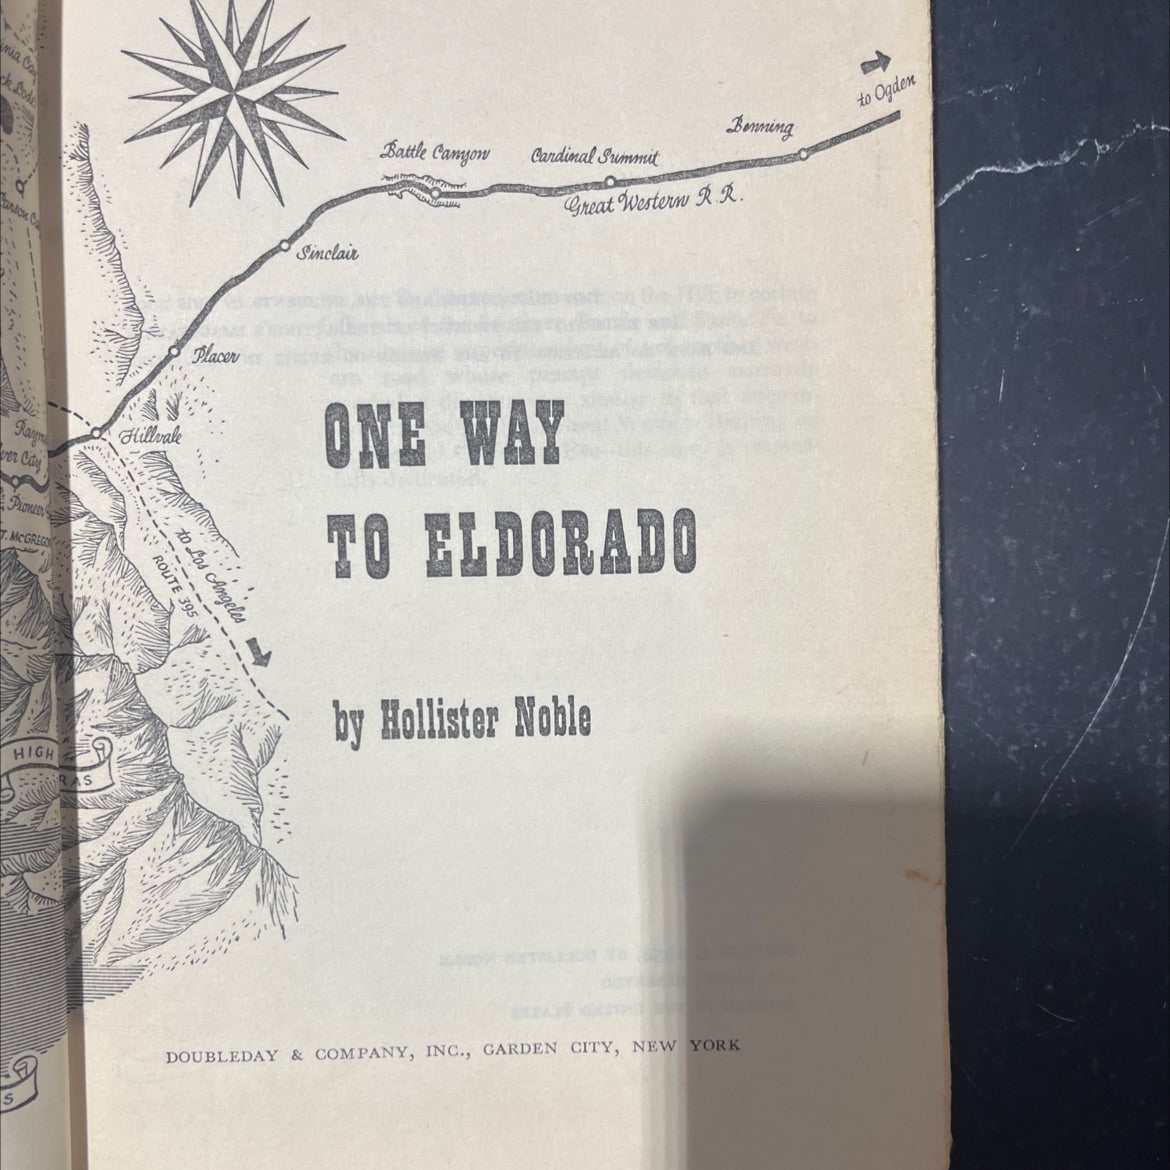 to Ogden
Benning
Battle Canyon
Cardinal Summit
Great Western R.R.
Sinclair
Placer
Hillvale
ONE WAY
TO ELDORADO
to Los Angeles
ROUTE 395
by Hollister Noble
HIGH
DOUBLEDAY & COMPANY, INC., GARDEN CITY, NEW YORK